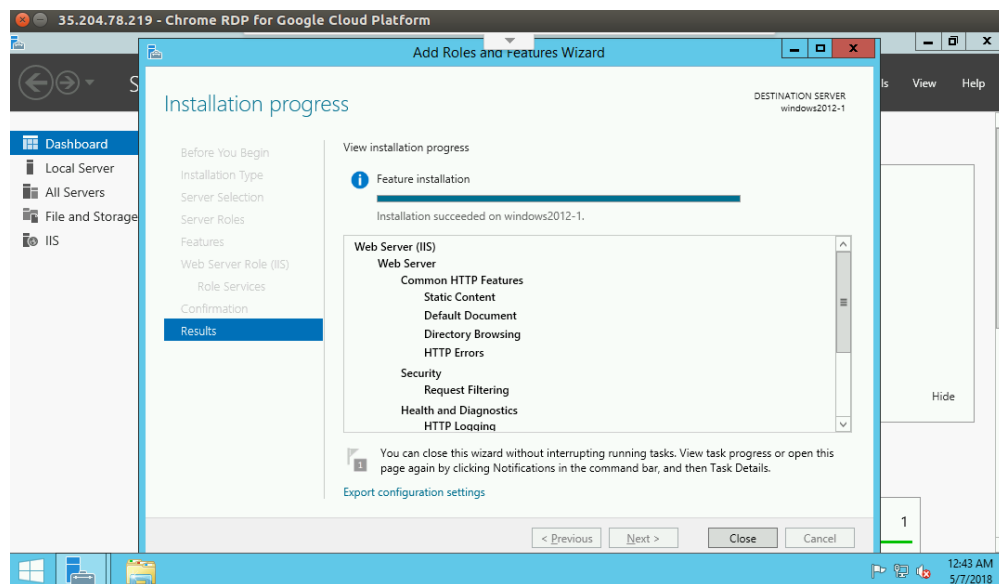 35.204.78.219 - Chrome RDP for Google Cloud Platform
Add Roles and Features Wizard
View Help
Installation progress
DESTINATION SERVER
windows2012-1
Dashboard
Local Server
All Servers
File and Storage
IIS
Before You Begin
Installation Type
Server Selection
Server Roles
Features
Web Server Role (IIS)
Role Services
Confirmation
Results
View installation progress
Feature installation
Installation succeeded on windows2012-1.
Web Server (IIS)
Web Server
Common HTTP Features
Static Content
Default Document
Directory Browsing
HTTP Errors
Security
Request Filtering
Health and Diagnostics
HTTP Logging
You can close this wizard without interrupting running tasks. View task progress or open this
page again by clicking Notifications in the command bar, and then Task Details.
1
Export configuration settings
< Previous
Next >
Close
Cancel
Hide
1
12:43 AM
5/7/2018